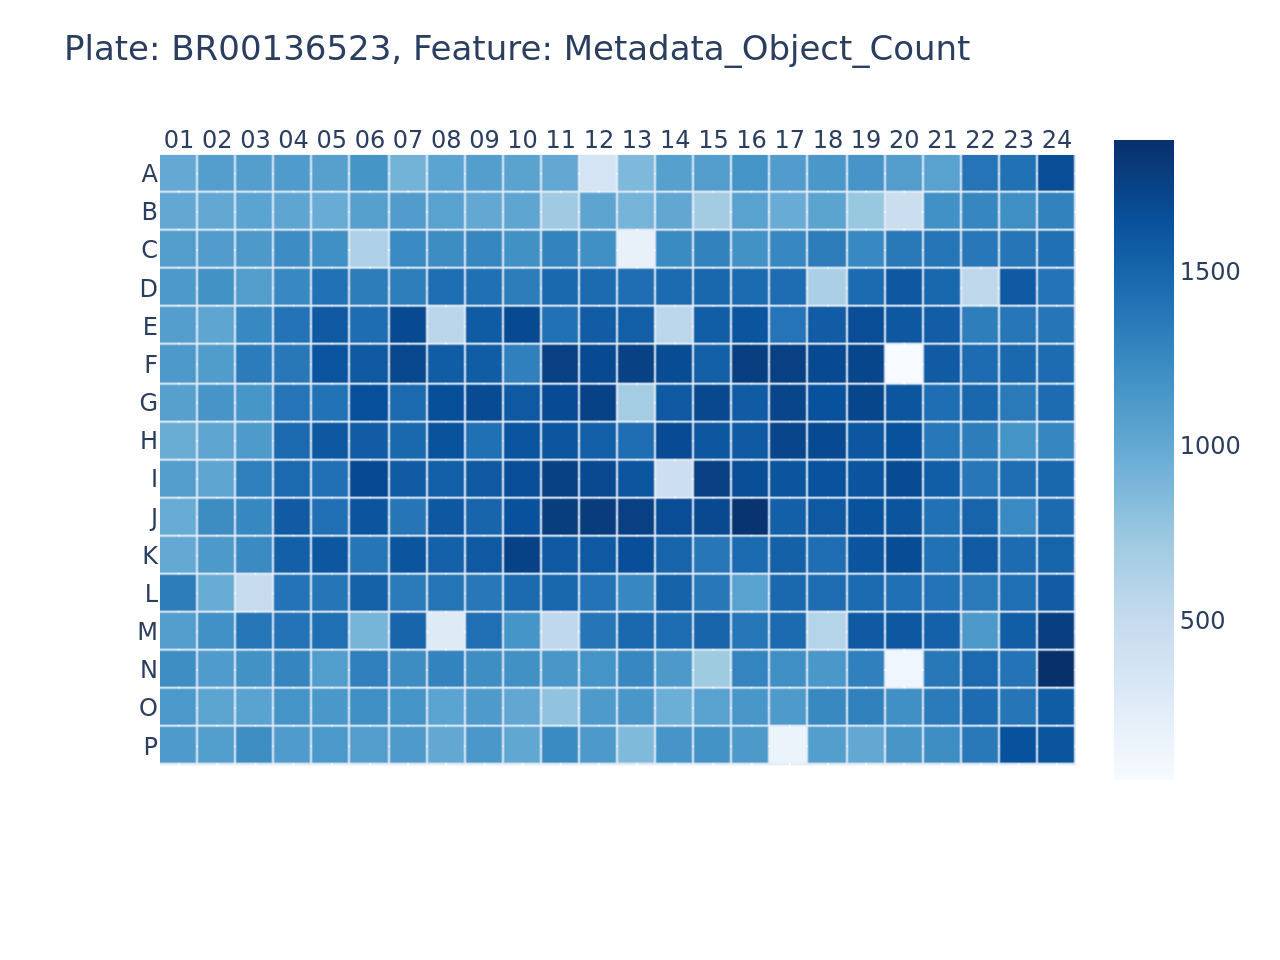 Plate: BR00136523, Feature: Metadata_Object_Count
01 02 03 04 05 06 07 08 09 10 11 12 13 14 15 16 17 18 19 20 21 22 23 24
A
B
C
D
E
F
G
H
I
J
K
L
M
N
O
P
1500
1000
500